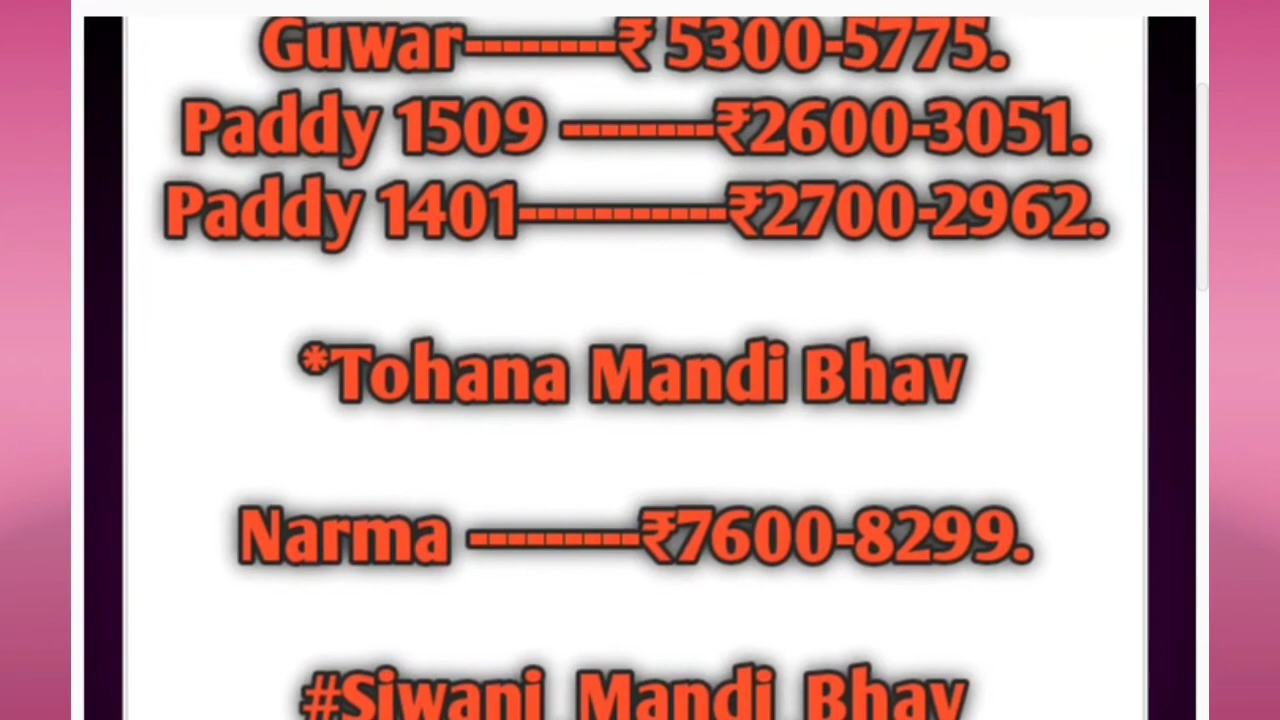 Guwar---------₹ 5300-5775.
Paddy 1509 ---------₹2600-3051.
Paddy 1401------------₹2700-2962.
*Tohana Mandi Bhav
Narma ----------₹7600-8299.
#Siwani Mandi Bhav